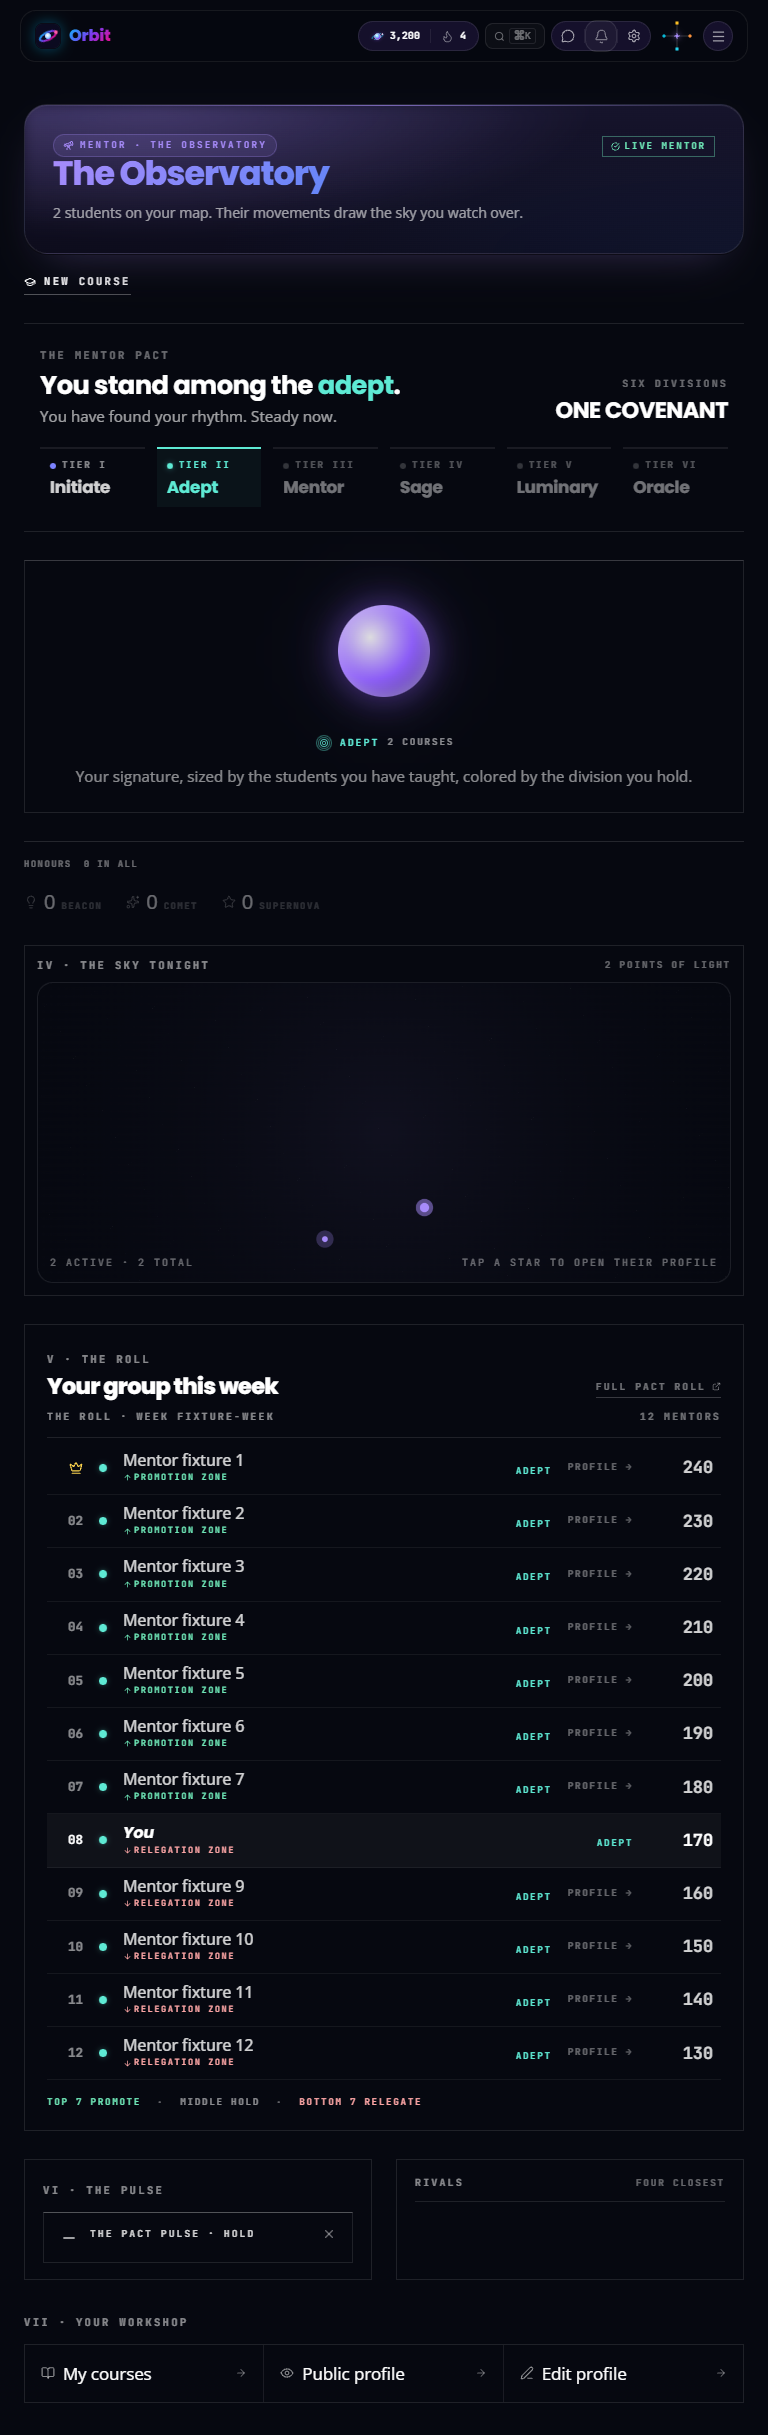 Orbit
3,200
4
⌘K
MENTOR · THE OBSERVATORY
LIVE MENTOR
The Observatory
2 students on your map. Their movements draw the sky you watch over.
NEW COURSE
THE MENTOR PACT
You stand among the adept.
You have found your rhythm. Steady now.
SIX DIVISIONS
ONE COVENANT
TIER I
Initiate
TIER II
Adept
TIER III
Mentor
TIER IV
Sage
TIER V
Luminary
TIER VI
Oracle
ADEPT 2 COURSES
Your signature, sized by the students you have taught, colored by the division you hold.
HONOURS 0 IN ALL
0 BEACON 0 COMET 0 SUPERNOVA
IV · THE SKY TONIGHT
2 POINTS OF LIGHT
2 ACTIVE · 2 TOTAL
TAP A STAR TO OPEN THEIR PROFILE
V · THE ROLL
Your group this week
FULL PACT ROLL
THE ROLL · WEEK FIXTURE-WEEK
12 MENTORS
Mentor fixture 1
↑ PROMOTION ZONE
ADEPT PROFILE → 240
02 Mentor fixture 2
↑ PROMOTION ZONE
ADEPT PROFILE → 230
03 Mentor fixture 3
↑ PROMOTION ZONE
ADEPT PROFILE → 220
04 Mentor fixture 4
↑ PROMOTION ZONE
ADEPT PROFILE → 210
05 Mentor fixture 5
↑ PROMOTION ZONE
ADEPT PROFILE → 200
06 Mentor fixture 6
↑ PROMOTION ZONE
ADEPT PROFILE → 190
07 Mentor fixture 7
↑ PROMOTION ZONE
ADEPT PROFILE → 180
08 You
↓ RELEGATION ZONE
ADEPT 170
09 Mentor fixture 9
↓ RELEGATION ZONE
ADEPT PROFILE → 160
10 Mentor fixture 10
↓ RELEGATION ZONE
ADEPT PROFILE → 150
11 Mentor fixture 11
↓ RELEGATION ZONE
ADEPT PROFILE → 140
12 Mentor fixture 12
↓ RELEGATION ZONE
ADEPT PROFILE → 130
TOP 7 PROMOTE · MIDDLE HOLD · BOTTOM 7 RELEGATE
VI · THE PULSE
THE PACT PULSE · HOLD
RIVALS
FOUR CLOSEST
VII · YOUR WORKSHOP
My courses →
Public profile →
Edit profile →